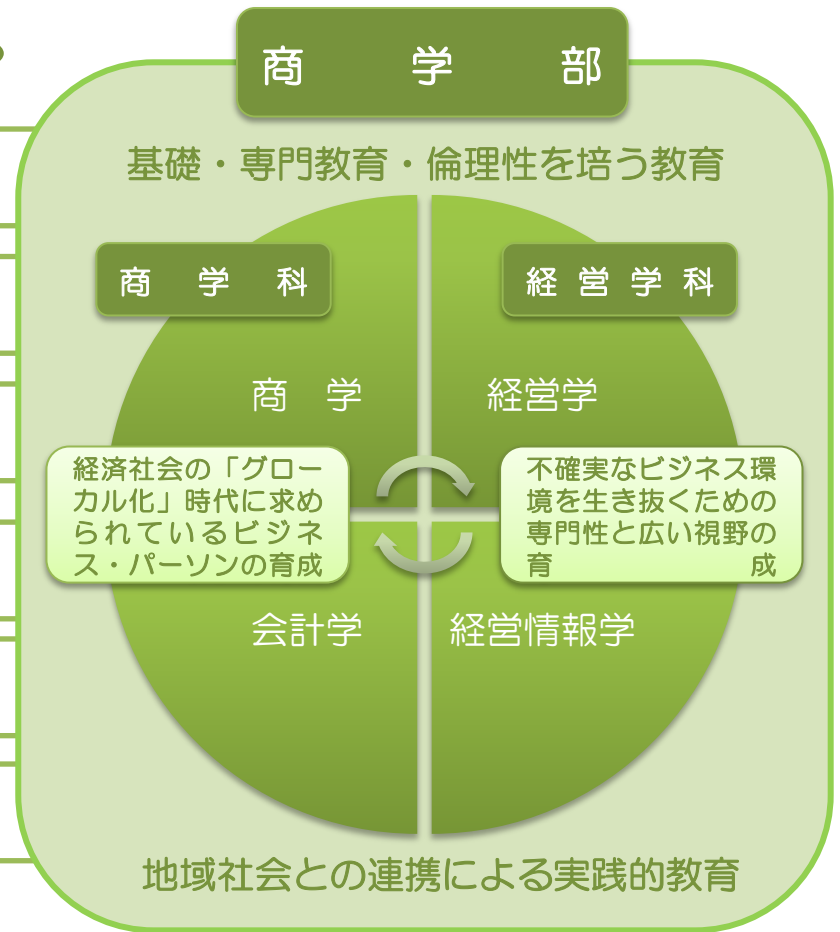 商学部
基礎・専門教育・倫理性を培う教育
商学科
経営学科
商 学
経営学
経済社会の「グロー
カル化」時代に求め
られているビジネ
ス・パーソンの育成
不確実なビジネス環
境を生き抜くための
専門性と広い視野の
育成
会計学
経営情報学
地域社会との連携による実践的教育